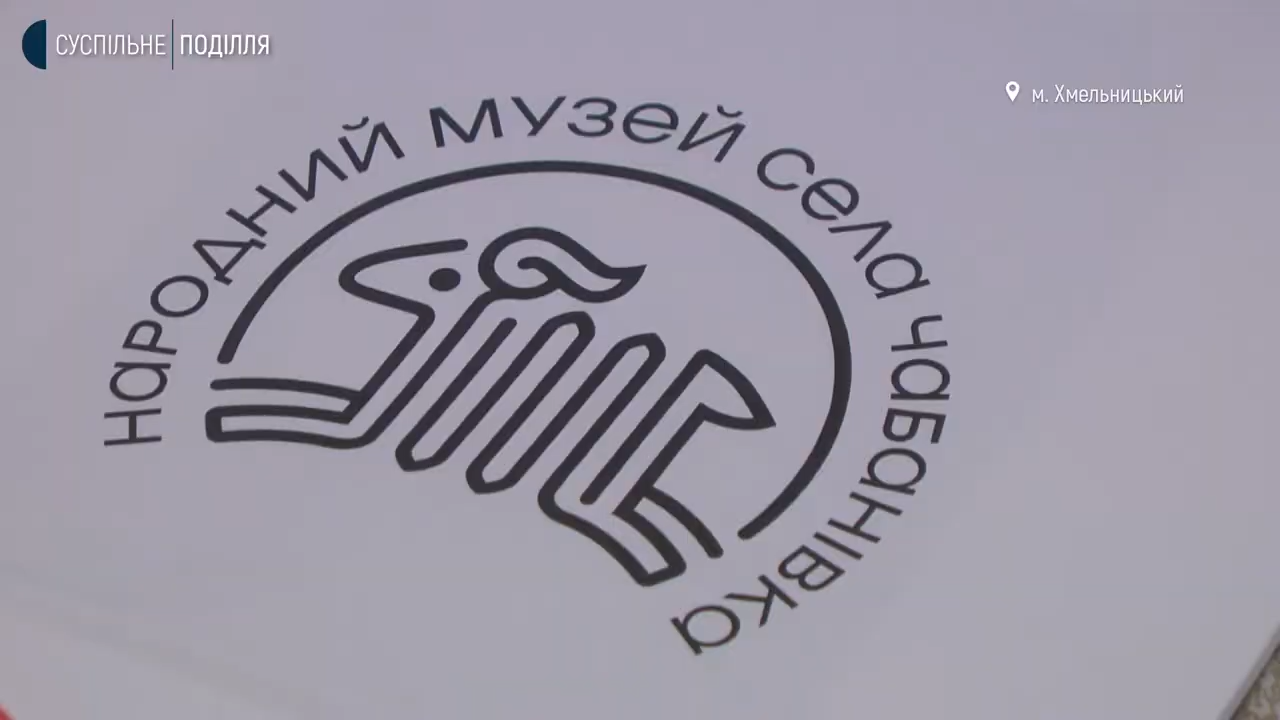 СУСПІЛЬНЕ ПОДІЛЛЯ
м. Хмельницький
НАРОДНИЙ МУЗЕЙ СЕЛА ЧАБАНІВКА